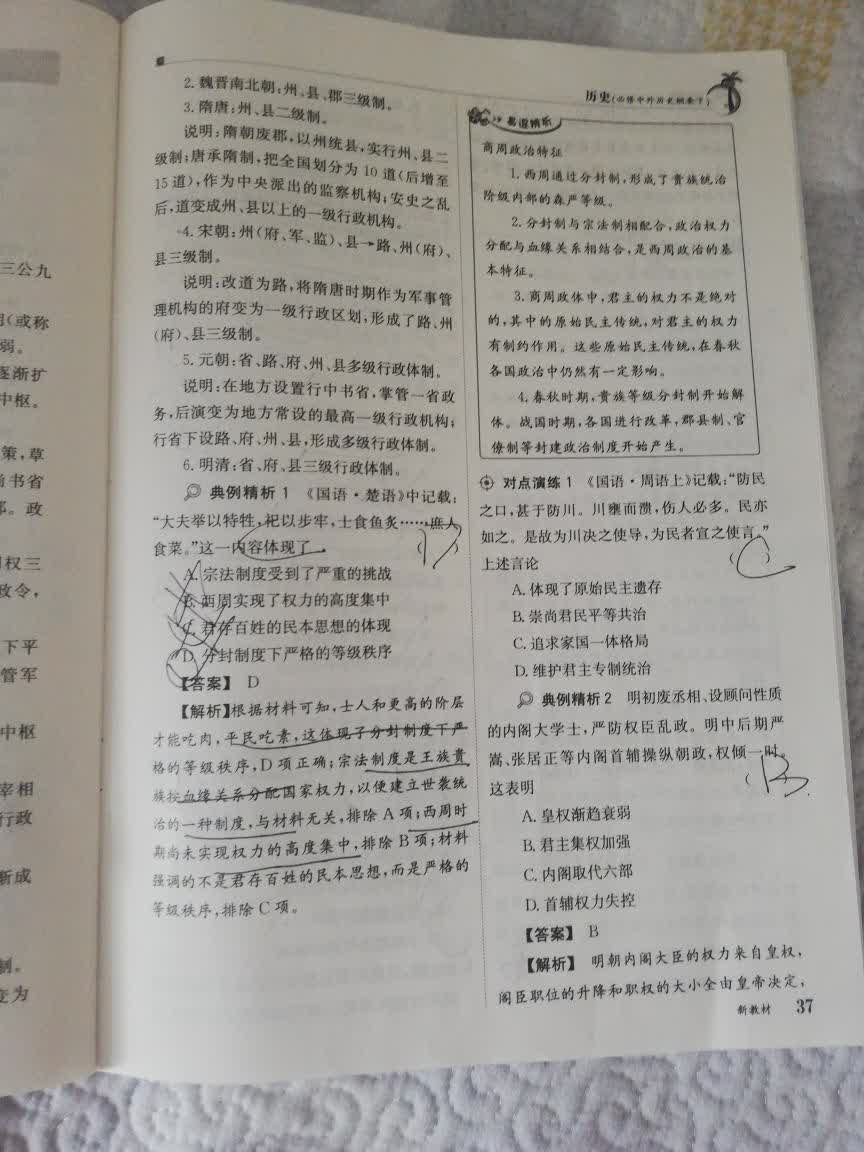 三公九
月(或称
弱。
逐渐扩
中枢。
策,草
尚书省
部。政
权三
政令,
下平
管军
中枢
宰相
行政
新成
制。
变为
2.魏晋南北朝:州、县、郡三级制。
3.隋唐:州、县二级制。
说明:隋朝废郡,以州统县,实行州、县二
级制;唐承隋制,把全国划分为10道(后增至
15道),作为中央派出的监察机构;安史之乱
后,道变成州、县以上的一级行政机构。
4.宋朝:州(府、军、监)、县→路、州(府)、
县三级制。
说明:改道为路,将隋唐时期作为军事管
理机构的府变为一级行政区划,形成了路、州
(府)、县三级制。
5.元朝:省、路、府、州、县多级行政体制。
说明:在地方设置行中书省,掌管一省政
务,后演变为地方常设的最高一级行政机构;
行省下设路、府、州、县,形成多级行政体制。
6.明清:省、府、县三级行政体制。
典例精析1 《国语·楚语》中记载:
“大夫举以特牲,祀以步牢,士食鱼炙……庶人
食菜。”这一内容体现了
( D )
A.宗法制度受到了严重的挑战
B.西周实现了权力的高度集中
C.君存百姓的民本思想的体现
D.分封制度下严格的等级秩序
【答案】 D
【解析】根据材料可知,士人和更高的阶层
才能吃肉,平民吃素,这体现了分封制度下严
格的等级秩序,D项正确;宗法制度是王族贵
族按血缘关系分配国家权力,以便建立世袭统
治的一种制度,与材料无关,排除A项;西周时
期尚未实现权力的高度集中,排除B项;材料
强调的不是君存百姓的民本思想,而是严格的
等级秩序,排除C项。
历史(必修中外历史纲要下)
易混辨析
商周政治特征
1.西周通过分封制,形成了贵族统治
阶级内部的森严等级。
2.分封制与宗法制相配合,政治权力
分配与血缘关系相结合,是西周政治的基
本特征。
3.商周政体中,君主的权力不是绝对
的,其中的原始民主传统,对君主的权力
有制约作用。这些原始民主传统,在春秋
各国政治中仍然有一定影响。
4.春秋时期,贵族等级分封制开始解
体。战国时期,各国进行改革,郡县制、官
僚制等封建政治制度开始产生。
对点演练1 《国语·周语上》记载:“防民
之口,甚于防川。川壅而溃,伤人必多。民亦
如之。是故为川决之使导,为民者宣之使言。”
上述言论
( C )
A.体现了原始民主遗存
B.崇尚君民平等共治
C.追求家国一体格局
D.维护君主专制统治
典例精析2 明初废丞相、设顾问性质
的内阁大学士,严防权臣乱政。明中后期严
嵩、张居正等内阁首辅操纵朝政,权倾一时。
这表明
( B )
A.皇权渐趋衰弱
B.君主集权加强
C.内阁取代六部
D.首辅权力失控
【答案】 B
【解析】 明朝内阁大臣的权力来自皇权,
阁臣职位的升降和职权的大小全由皇帝决定,
新教材 37